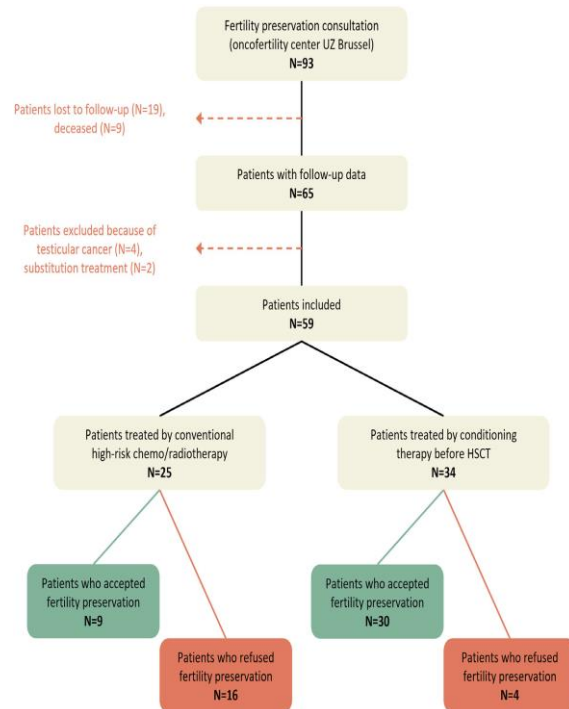 Fertility preservation consultation
(oncofertility center UZ Brussel)
N=93
Patients lost to follow-up (N=19),
deceased (N=9)
Patients with follow-up data
N=65
Patients excluded because of
testicular cancer (N=4),
substitution treatment (N=2)
Patients included
N=59
Patients treated by conventional
high-risk chemo/radiotherapy
N=25
Patients treated by conditioning
therapy before HSCT
N=34
Patients who accepted
fertility preservation
N=9
Patients who accepted
fertility preservation
N=30
Patients who refused
fertility preservation
N=16
Patients who refused
fertility preservation
N=4